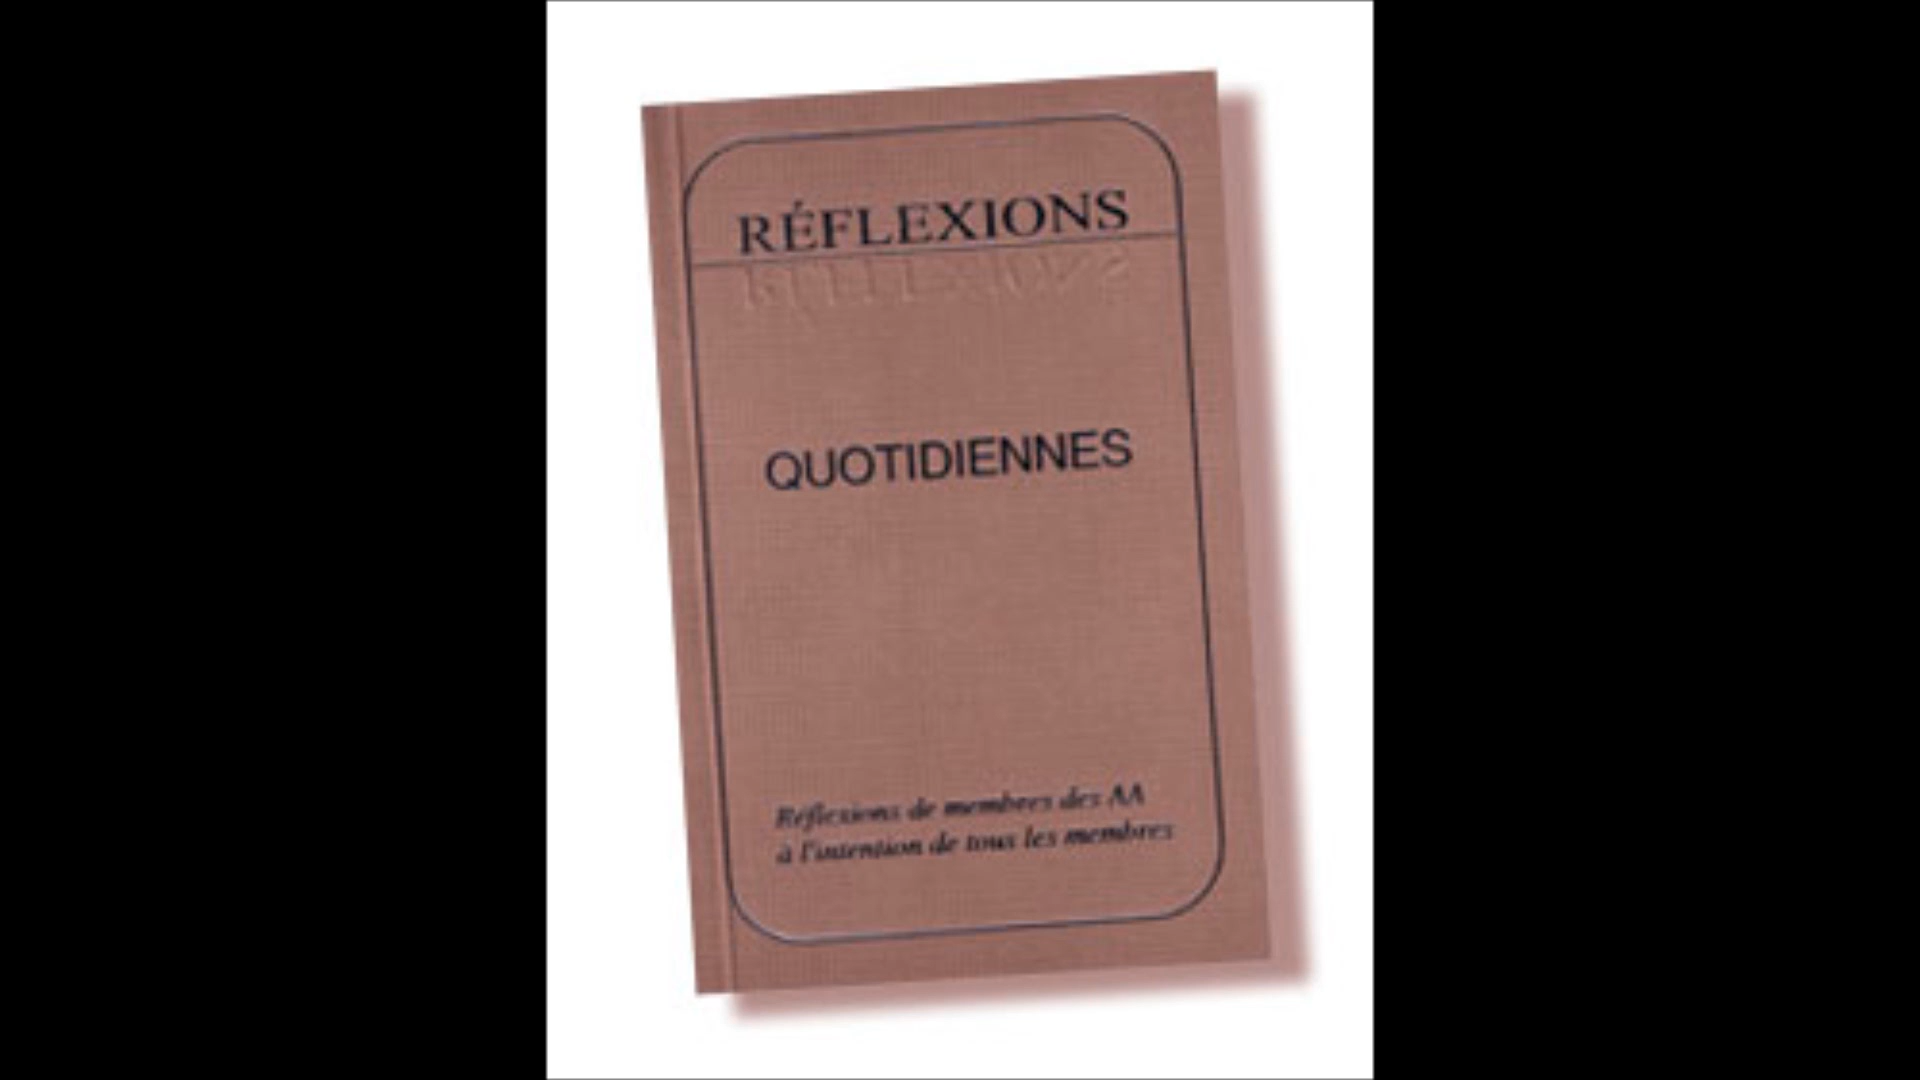 RÉFLEXIONS
QUOTIDIENNES
Réflexions de membres des AA
à l'intention de tous les membres